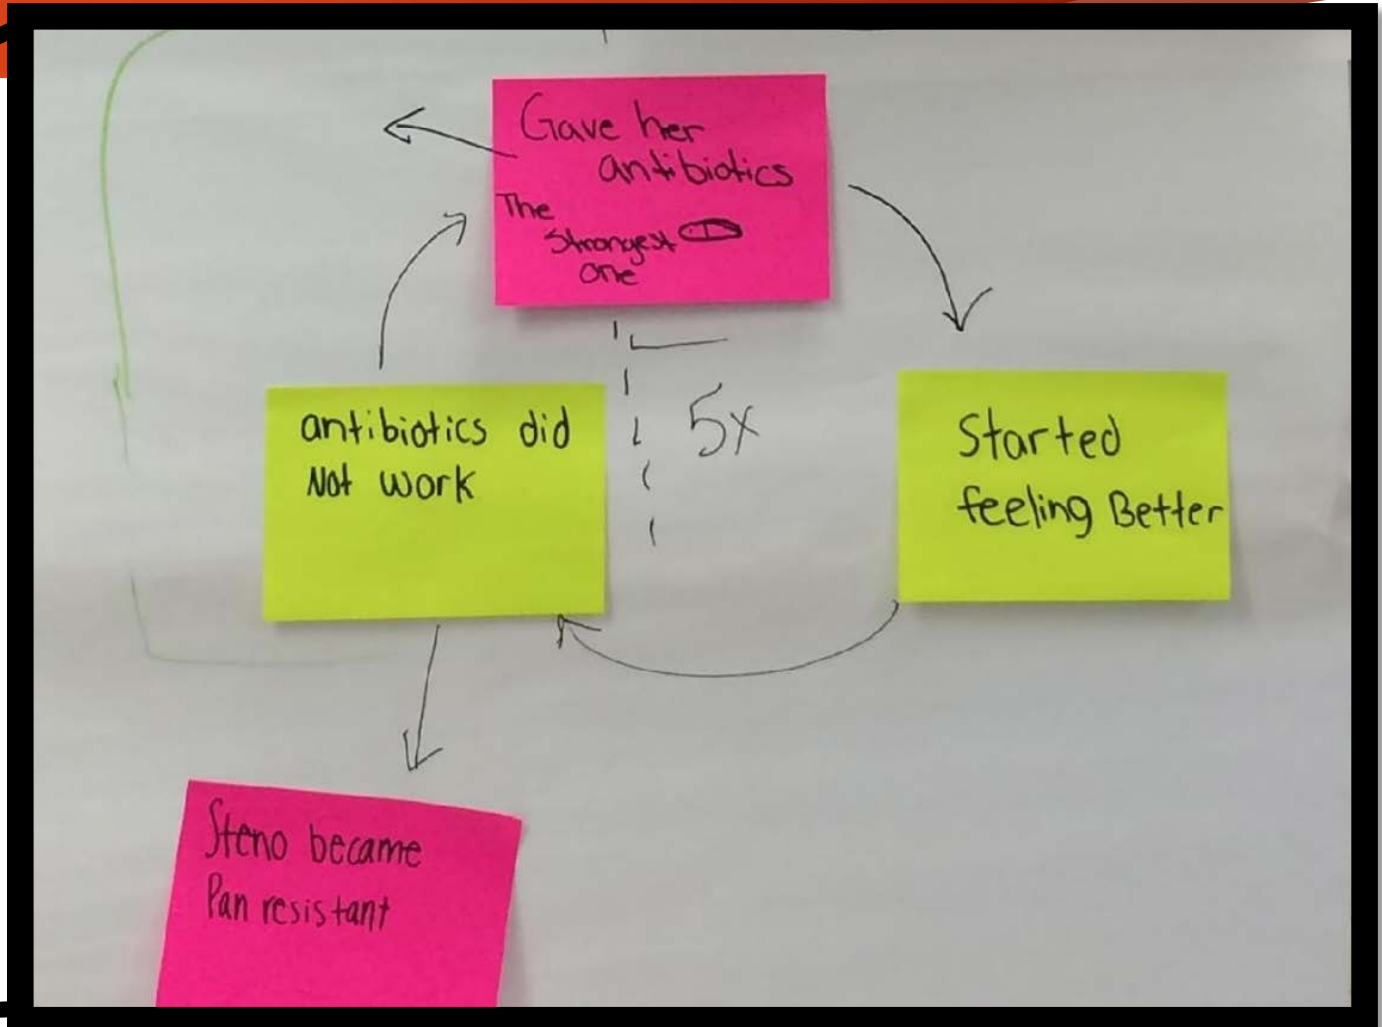 Gave her
antibiotics
The
Strongest
one
antibiotics did
Not work
5x
Started
feeling Better
Steno became
Pan resistant